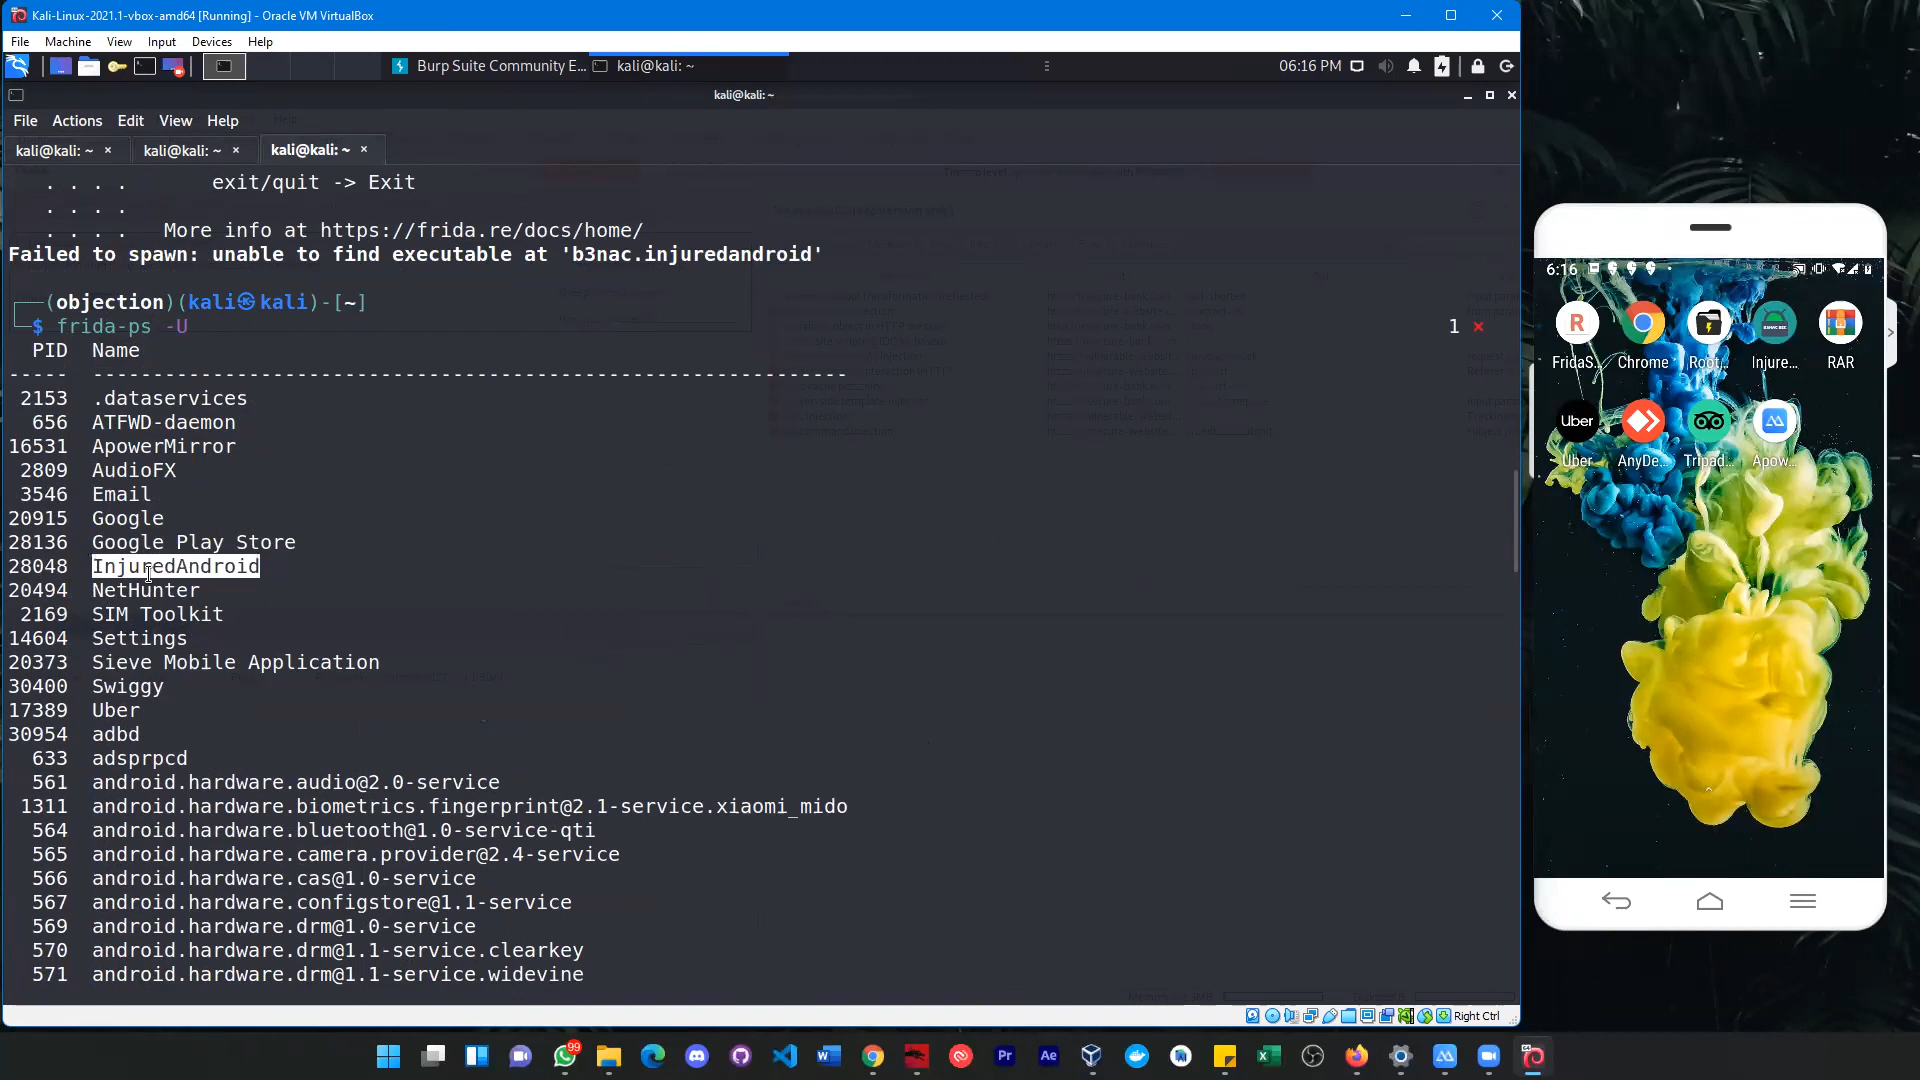 Kali-Linux-2021.1-vbox-amd64 [Running] - Oracle VM VirtualBox
File Machine View Input Devices Help
Burp Suite Community E... kali@kali: ~ 06:16 PM
kali@kali: ~
File Actions Edit View Help
kali@kali: ~ × kali@kali: ~ × kali@kali: ~ ×
. . . . exit/quit -> Exit
. . . .
. . . . More info at https://frida.re/docs/home/
Failed to spawn: unable to find executable at 'b3nac.injuredandroid'
(objection)(kali㉿kali)-[~]
$ frida-ps -U 1 ×
PID Name
----- ---------------------------------------------------------------
2153 .dataservices
656 ATFWD-daemon
16531 ApowerMirror
2809 AudioFX
3546 Email
20915 Google
28136 Google Play Store
28048 InjuredAndroid
20494 NetHunter
2169 SIM Toolkit
14604 Settings
20373 Sieve Mobile Application
30400 Swiggy
17389 Uber
30954 adbd
633 adsprpcd
561 android.hardware.audio@2.0-service
1311 android.hardware.biometrics.fingerprint@2.1-service.xiaomi_mido
564 android.hardware.bluetooth@1.0-service-qti
565 android.hardware.camera.provider@2.4-service
566 android.hardware.cas@1.0-service
567 android.hardware.configstore@1.1-service
569 android.hardware.drm@1.0-service
570 android.hardware.drm@1.1-service.clearkey
571 android.hardware.drm@1.1-service.widevine
Right Ctrl
6:16
R
FridaS... Chrome Root... Injure... RAR
Uber
Uber AnyDe... Tripad... Apow...
99
W Pr Ae